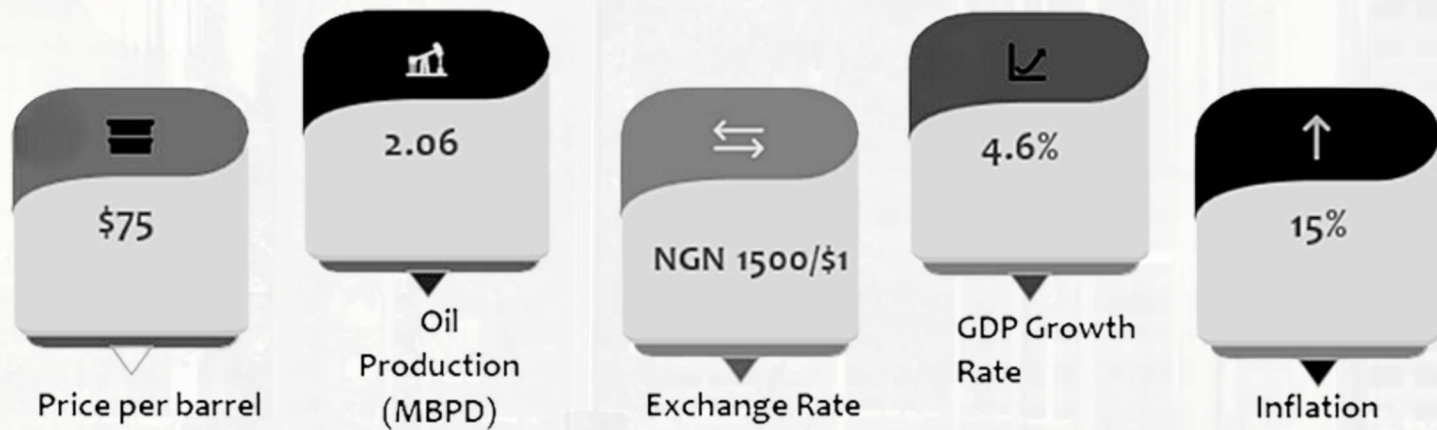 $75
Price per barrel
2.06
Oil
Production
(MBPD)
NGN 1500/$1
Exchange Rate
4.6%
GDP Growth
Rate
15%
Inflation